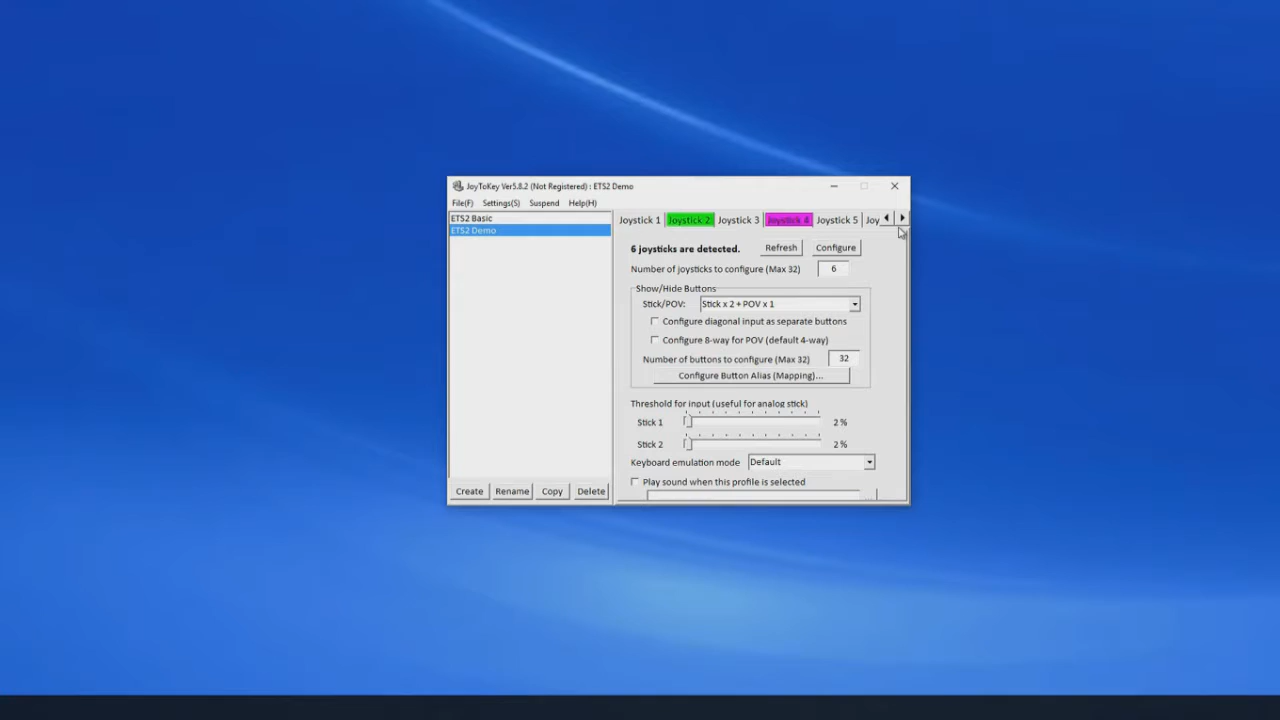 JoyToKey Ver5.8.2 (Not Registered) : ETS2 Demo
File(F) Settings(S) Suspend Help(H)
ETS2 Basic
ETS2 Demo
Joystick 1 Joystick 2 Joystick 3 Joystick 4 Joystick 5 Joy
6 joysticks are detected. Refresh Configure
Number of joysticks to configure (Max 32) 6
Show/Hide Buttons
Stick/POV: Stick x 2 + POV x 1
Configure diagonal input as separate buttons
Configure 8-way for POV (default 4-way)
Number of buttons to configure (Max 32) 32
Configure Button Alias (Mapping)...
Threshold for input (useful for analog stick)
Stick 1 2 %
Stick 2 2 %
Keyboard emulation mode Default
Play sound when this profile is selected
Create Rename Copy Delete